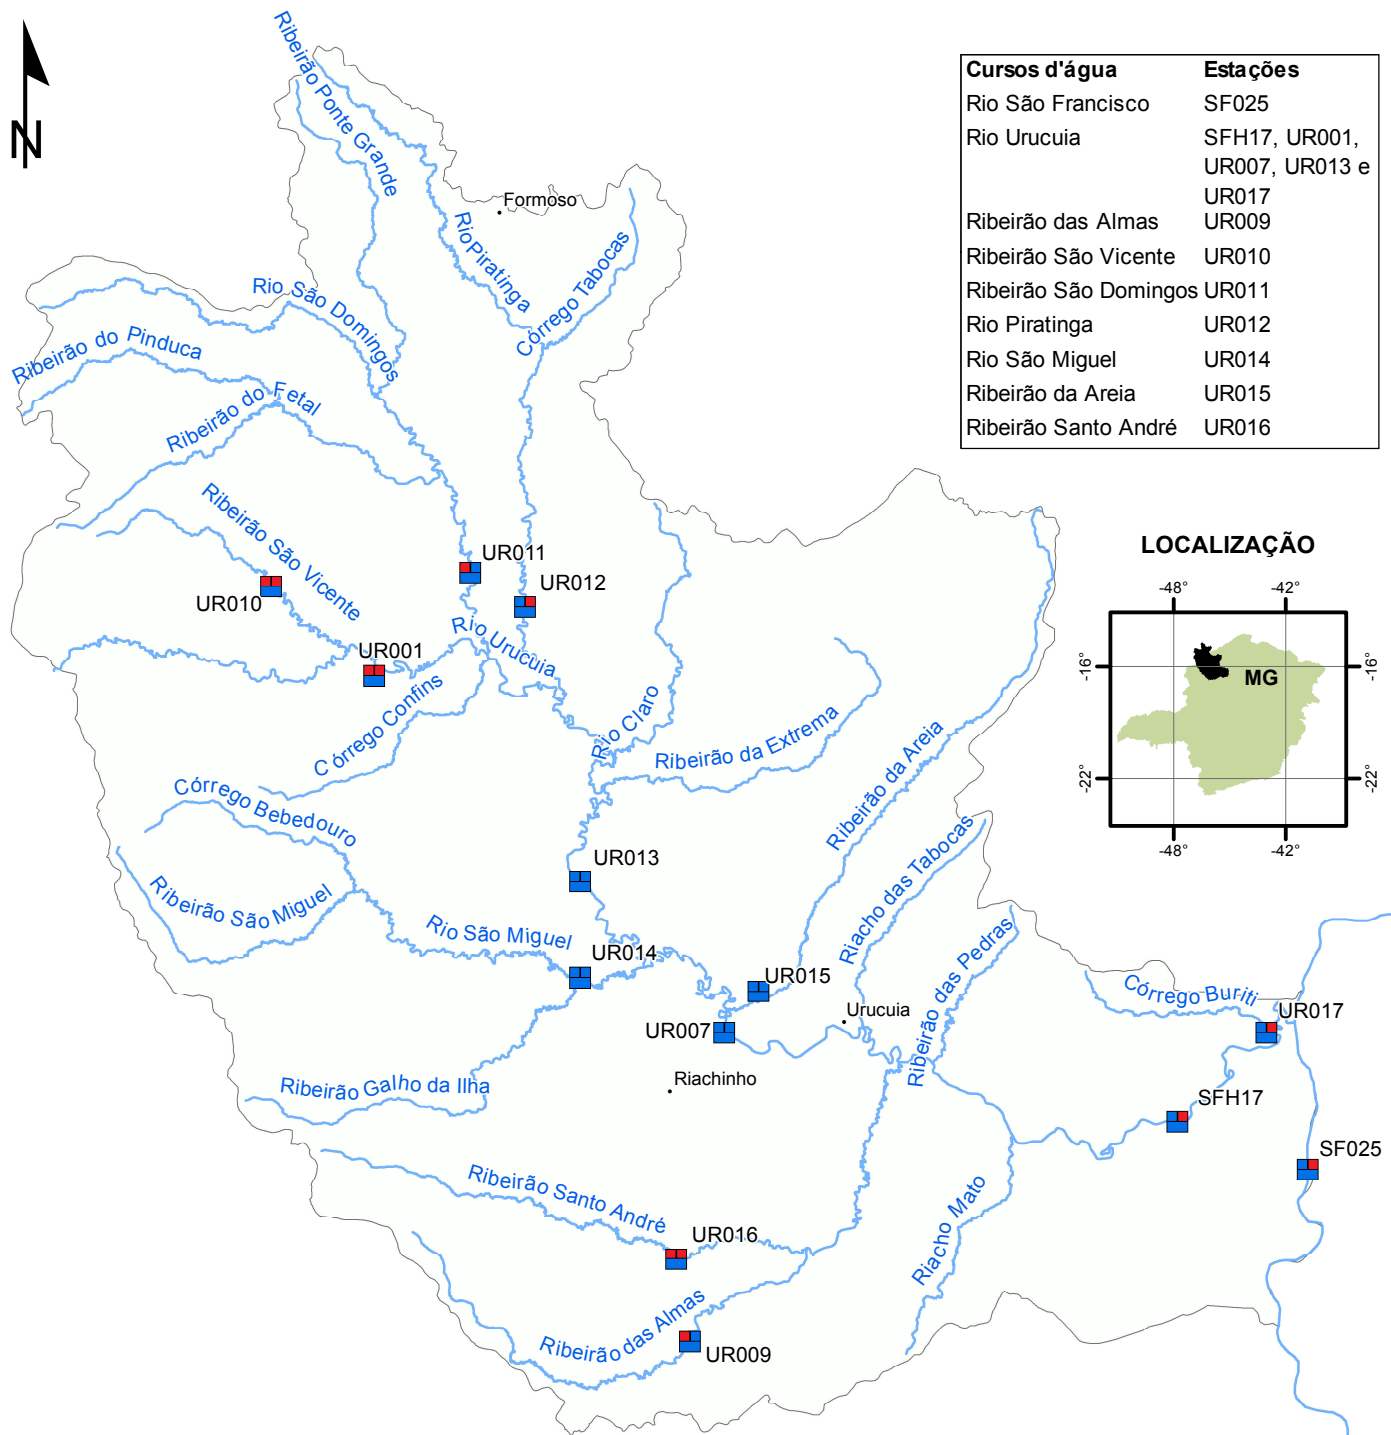 N
Cursos d'água Estações
Rio São Francisco SF025
Rio Urucuia SFH17, UR001,
UR007, UR013 e
UR017
Ribeirão das Almas UR009
Ribeirão São Vicente UR010
Ribeirão São Domingos UR011
Rio Piratinga UR012
Rio São Miguel UR014
Ribeirão da Areia UR015
Ribeirão Santo André UR016
Ribeirão Ponte Grande
Formoso
Rio Piratinga
Córrego Tabocas
Rio São Domingos
Ribeirão do Pinduca
Ribeirão do Fetal
Ribeirão São Vicente
UR011
UR010
UR012
Rio Urucuia
UR001
Córrego Confins
Rio Claro
Ribeirão da Extrema
Ribeirão da Areia
Córrego Bebedouro
UR013
Riacho das Tabocas
Ribeirão São Miguel
Rio São Miguel
UR014
UR015
Ribeirão das Pedras
Urucuia
UR007
Córrego Buriti
UR017
Riachinho
Ribeirão Galho da Ilha
SFH17
SF025
Ribeirão Santo André
Riacho Mato
UR016
Ribeirão das Almas
UR009
LOCALIZAÇÃO
-48° -42°
-16° -16°
MG
-22° -22°
-48° -42°